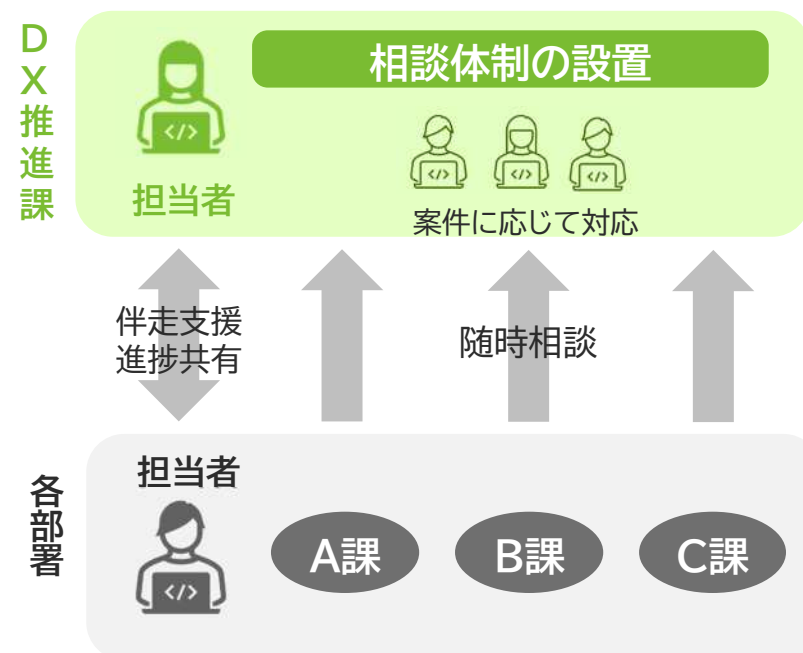 DX推進課
相談体制の設置
</>
担当者
</>
</>
</>
案件に応じて対応
伴走支援
進捗共有
随時相談
各部署
担当者
</>
A課
B課
C課